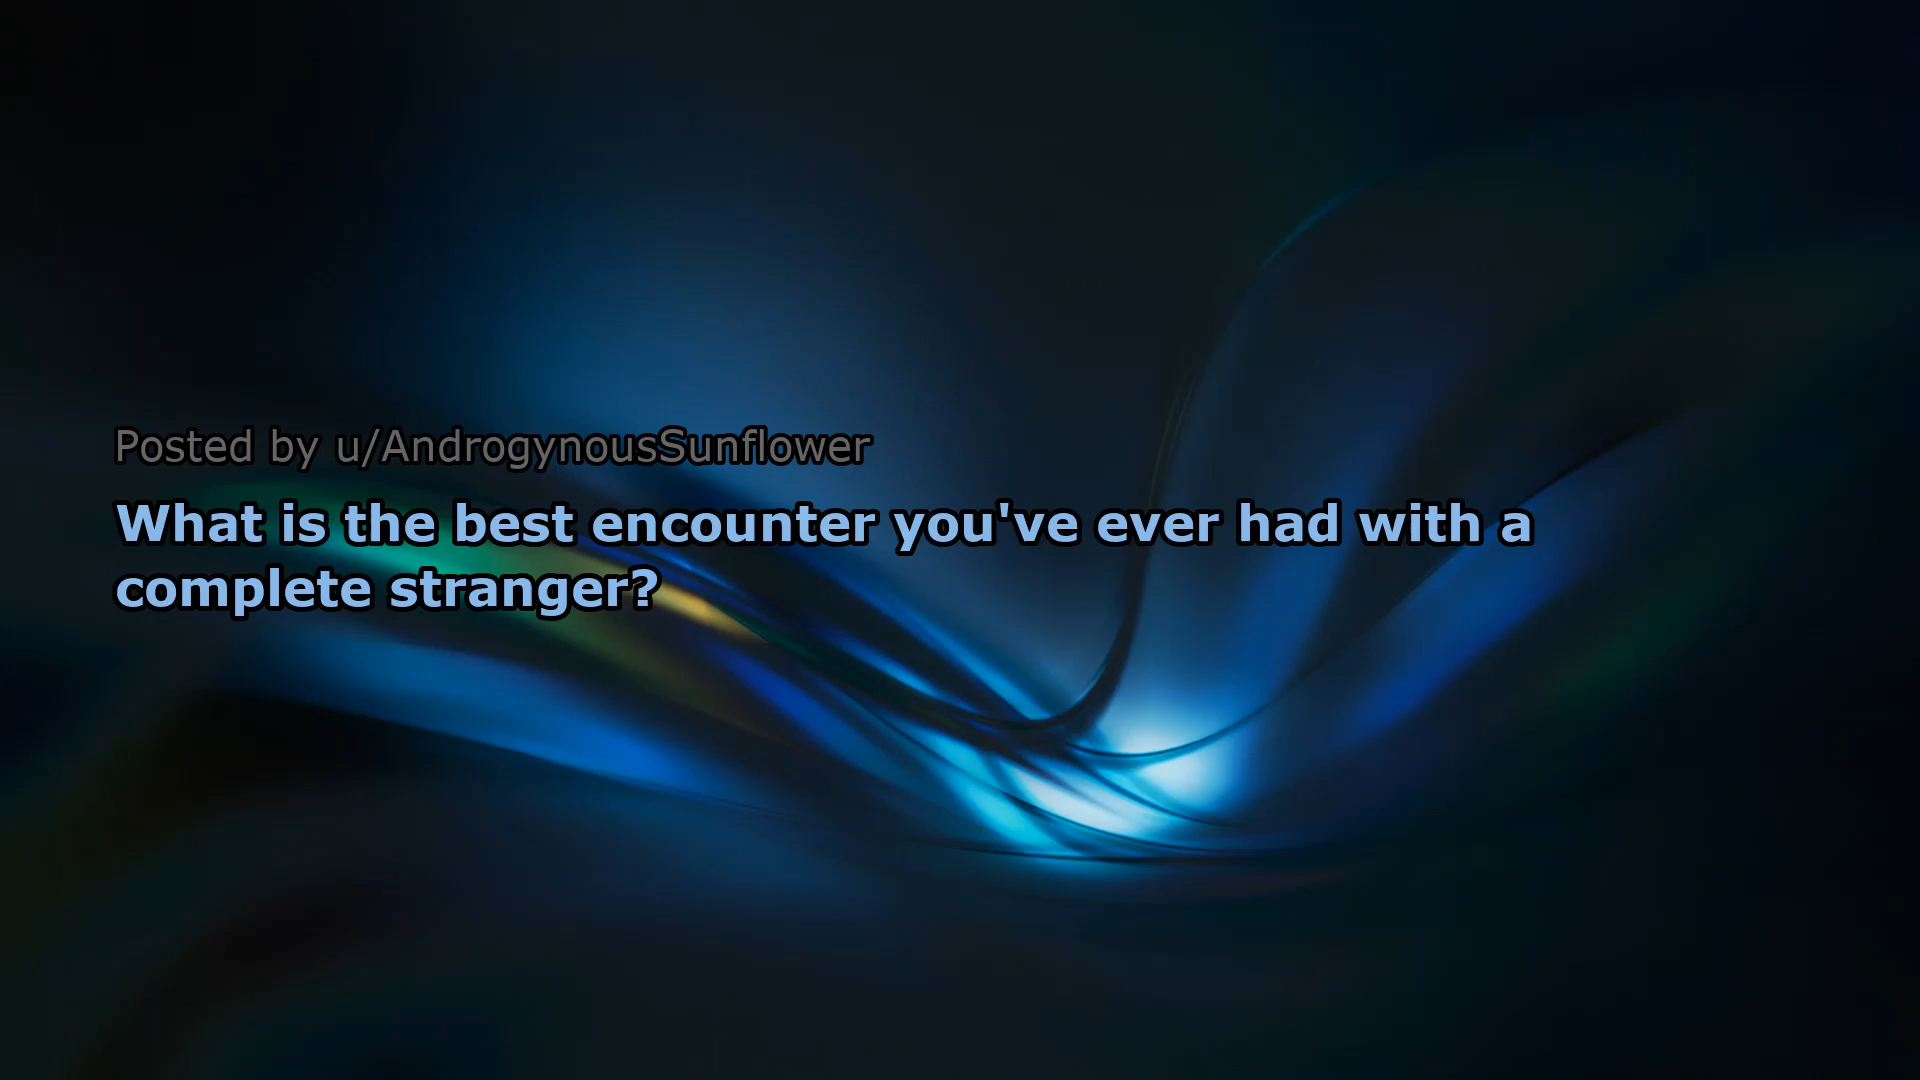 Posted by u/AndrogynousSunflower
What is the best encounter you've ever had with a
complete stranger?